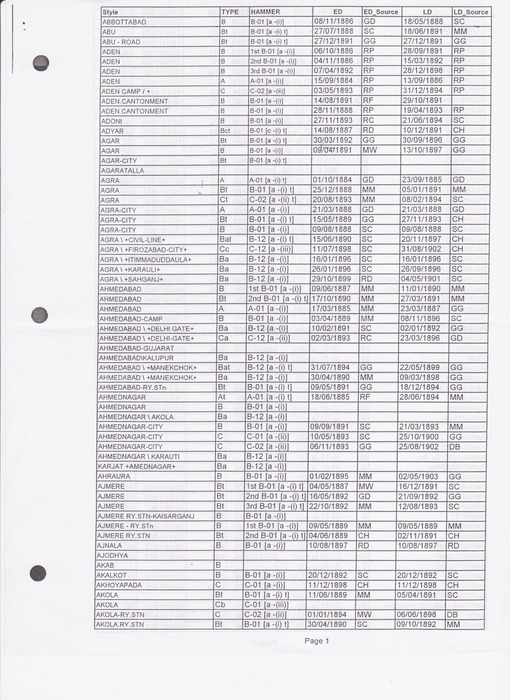 Style TYPE HAMMER ED ED_Source LD LD_Source
ABBOTTABAD B B-01 [a -(i)] 08/11/1886 GD 18/05/1888 SC
ABU Bt B-01 [a -(i) t] 27/07/1888 SC 18/06/1891 MM
ABU - ROAD Bt B-01 [a -(i) t] 27/12/1891 GG 27/12/1891 GG
ADEN B 1st B-01 [a -(i)] 06/10/1886 RP 28/09/1891 RP
ADEN B 2nd B-01 [a -(i)] 04/11/1886 RP 15/03/1892 RP
ADEN B 3rd B-01 [a -(i)] 07/04/1892 RP 28/12/1898 RP
ADEN A A-01 [a -(i)] 15/09/1884 RP 13/09/1886 RP
ADEN CAMP / + C C-02 [a -(ii)] 03/05/1893 RP 31/12/1894 RP
ADEN.CANTONMENT B B-01 [a -(i)] 14/08/1891 RF 29/10/1891
ADEN CANTONMENT B B-01 [a -(i)] 28/11/1888 RP 19/04/1893 RP
ADONI B B-01 [a -(i)] 27/11/1893 RC 21/06/1894 SC
ADYAR Bct B-01 [c -(i) t] 14/08/1887 RD 10/12/1891 CH
AGAR Bt B-01 [a -(i) t] 30/03/1892 GG 30/09/1896 GG
AGAR B B-01 [a -(i)] 09/04/1891 MW 13/10/1897 GG
AGAR-CITY Bt B-01 [a -(i) t]
AGARATALLA
AGRA A A-01 [a -(i)] 01/10/1884 GD 23/09/1885 GD
AGRA Bt B-01 [a -(i) t] 25/12/1888 MM 05/01/1891 MM
AGRA Ct C-02 [a -(ii) t] 20/08/1893 MM 08/02/1894 SC
AGRA-CITY A A-01 [a -(i)] 21/03/1888 GD 21/03/1888 GD
AGRA-CITY Bt B-01 [a -(i) t] 15/05/1889 GG 27/11/1893 CH
AGRA-CITY B B-01 [a -(i)] 09/08/1888 SC 09/08/1888 SC
AGRA \ +CIVIL-LINE+ Bat B-12 [a -(i) t] 15/06/1890 SC 20/11/1897 CH
AGRA \ +FIROZABAD-CITY+ Cc C-12 [a -(iii)] 11/07/1898 SC 31/08/1902 CH
AGRA \ +ITIMMADUDDAULA+ Ba B-12 [a -(i)] 16/01/1896 SC 16/01/1896 SC
AGRA \ +KARAULI+ Ba B-12 [a -(i)] 26/01/1896 SC 26/09/1896 SC
AGRA \ +SAHGANJ+ Ba B-12 [a -(i)] 29/10/1899 RD 04/05/1901 SC
AHMEDABAD B 1st B-01 [a -(i)] 09/06/1887 MM 11/01/1890 MM
AHMEDABAD Bt 2nd B-01 [a -(i) t] 17/10/1890 MM 27/03/1891 MM
AHMEDABAD A A-01 [a -(i)] 17/03/1885 MM 23/03/1887 GG
AHMEDABAD-CAMP B B-01 [a -(i)] 03/04/1889 MM 08/11/1896 SC
AHMEDABAD \ +DELHI GATE+ Ba B-12 [a -(i)] 10/02/1891 SC 02/01/1892 GG
AHMEDABAD \ +DELHI-GATE+ Ca C-12 [a -(ii)] 02/03/1893 RC 23/03/1896 GD
AHMEDABAD-GUJARAT
AHMEDABAD\KALUPUR Ba B-12 [a -(i)]
AHMEDABAD \ +MANEKCHOK+ Bat B-12 [a -(i) t] 31/07/1894 GG 22/05/1899 GG
AHMEDABAD \ +MANEKCHOK+ Ba B-12 [a -(i)] 30/04/1890 MM 09/03/1898 GG
AHMEDABAD-RY.STn Bt B-01 [a -(i) t] 09/05/1891 GG 18/12/1894 GG
AHMEDNAGAR At A-01 [a -(i) t] 18/06/1885 RF 28/06/1894 MM
AHMEDNAGAR B B-01 [a -(i)]
AHMEDNAGAR \ AKOLA Ba B-12 [a -(i)]
AHMEDNAGAR-CITY B B-01 [a -(i)] 09/09/1891 SC 21/03/1893 MM
AHMEDNAGAR-CITY C C-01 [a -(ii)] 10/05/1893 SC 25/10/1900 GG
AHMEDNAGAR-CITY C C-02 [a -(ii)] 06/11/1893 GG 25/08/1902 DB
AHMEDNAGAR \ KARAUTI Ba B-12 [a -(i)]
KARJAT +AMEDNAGAR+ Ba B-12 [a -(i)]
AHRAURA B B-01 [a -(i)] 01/02/1895 MM 02/05/1903 GG
AJMERE Bt 1st B-01 [a -(i) t] 04/05/1887 MW 16/12/1891 SC
AJMERE Bt 2nd B-01 [a -(i) t] 16/05/1892 GD 21/09/1892 GG
AJMERE Bt 3rd B-01 [a -(i) t] 22/10/1892 MM 12/08/1893 SC
AJMERE RY.STN-KAISARGANJ B B-01 [a -(i)]
AJMERE - RY.STn B 1st B-01 [a -(i)] 09/05/1889 MM 09/05/1889 MM
AJMERE RY.STN Bt 2nd B-01 [a -(i) t] 04/06/1889 CH 02/11/1891 CH
AJNALA B B-01 [a -(i)] 10/08/1897 RD 10/08/1897 RD
AJODHYA
AKAB B
AKALKOT B B-01 [a -(i)] 20/12/1892 SC 20/12/1892 SC
AKHOYAPADA C C-01 [a -(ii)] 11/12/1898 CH 11/12/1898 CH
AKOLA Bt B-01 [a -(i) t] 11/06/1889 MM 05/04/1891 SC
AKOLA Cb C-01 [a -(iii)]
AKOLA-RY.STN C C-02 [a -(ii)] 01/01/1894 MW 06/06/1898 DB
AKOLA.RY.STN Bt B-01 [a -(i) t] 30/04/1890 SC 09/10/1892 MM
Page 1